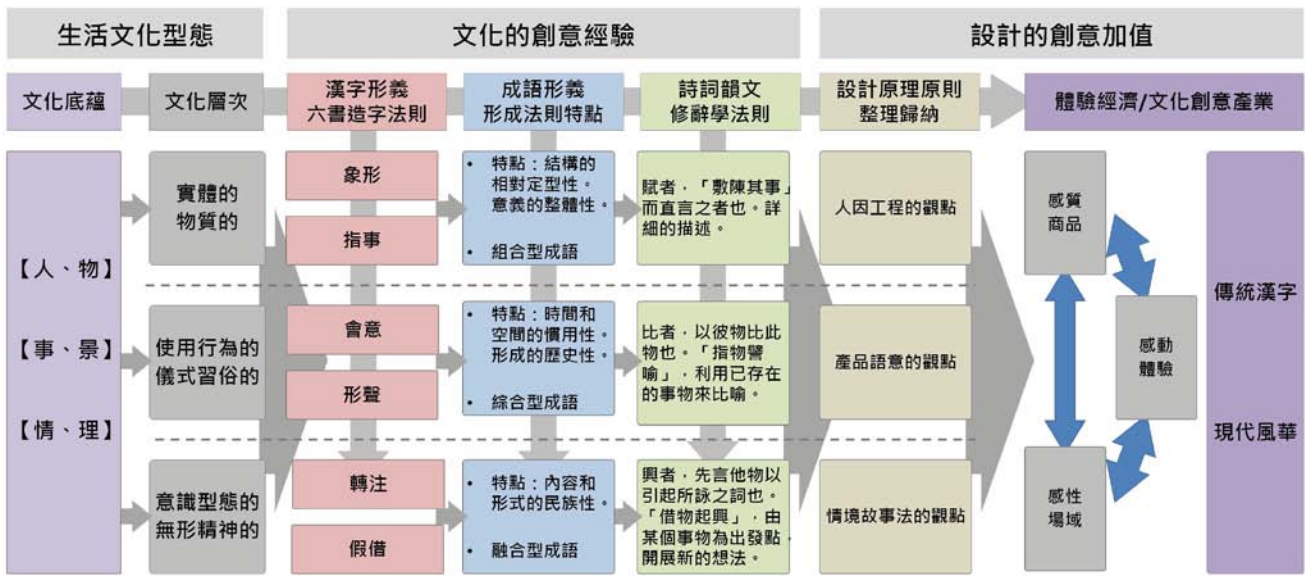 生活文化型態
文化的創意經驗
設計的創意加值
文化底蘊
文化層次
漢字形義
六書造字法則
成語形義
形成法則特點
詩詞韻文
修辭學法則
設計原理原則
整理歸納
體驗經濟/文化創意產業
【人、物】
【事、景】
【情、理】
實體的
物質的
使用行為的
儀式習俗的
意識型態的
無形精神的
象形
指事
會意
形聲
轉注
假借
• 特點：結構的
相對定型性。
意義的整體性。
• 組合型成語
• 特點：時間和
空間的慣用性。
形成的歷史性。
• 綜合型成語
• 特點：內容和
形式的民族性。
• 融合型成語
賦者，「敷陳其事」
而直言之者也。詳
細的描述。
比者，以彼物比此
物也。「指物譬
喻」，利用已存在
的事物來比喻。
興者，先言他物以
引起所詠之詞也。
「借物起興」，由
某個事物為出發點，
開展新的想法。
人因工程的觀點
產品語意的觀點
情境故事法的觀點
感質
商品
感動
體驗
感性
場域
傳統漢字
現代風華